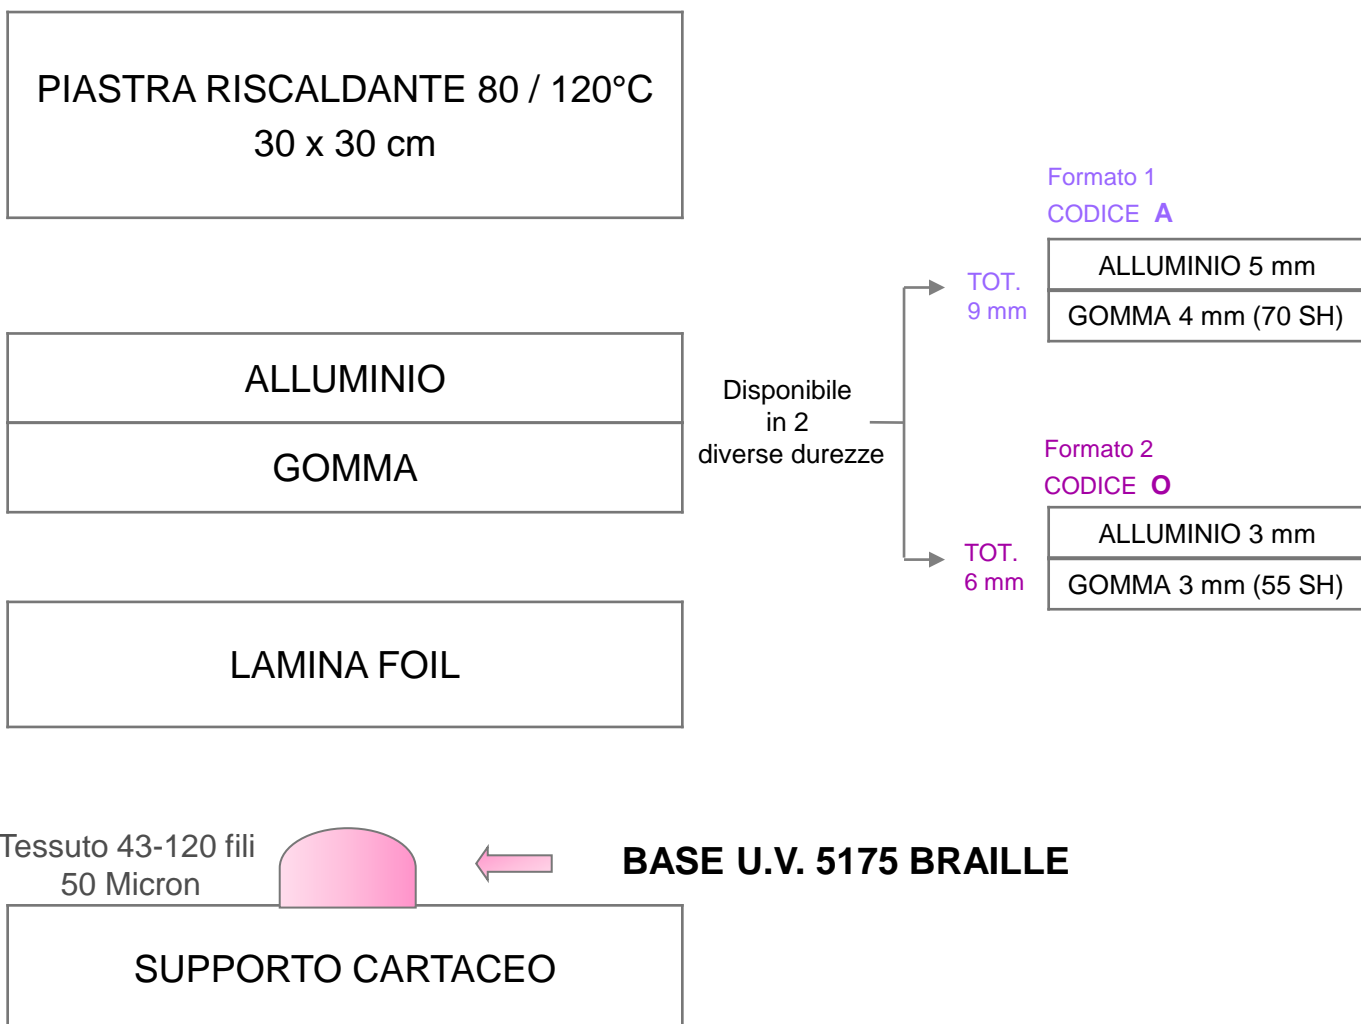 PIASTRA RISCALDANTE 80 / 120°C
30 x 30 cm
ALLUMINIO
GOMMA
Disponibile
in 2
diverse durezze
Formato 1
CODICE A
TOT.
9 mm
ALLUMINIO 5 mm
GOMMA 4 mm (70 SH)
Formato 2
CODICE O
TOT.
6 mm
ALLUMINIO 3 mm
GOMMA 3 mm (55 SH)
LAMINA FOIL
Tessuto 43-120 fili
50 Micron
BASE U.V. 5175 BRAILLE
SUPPORTO CARTACEO